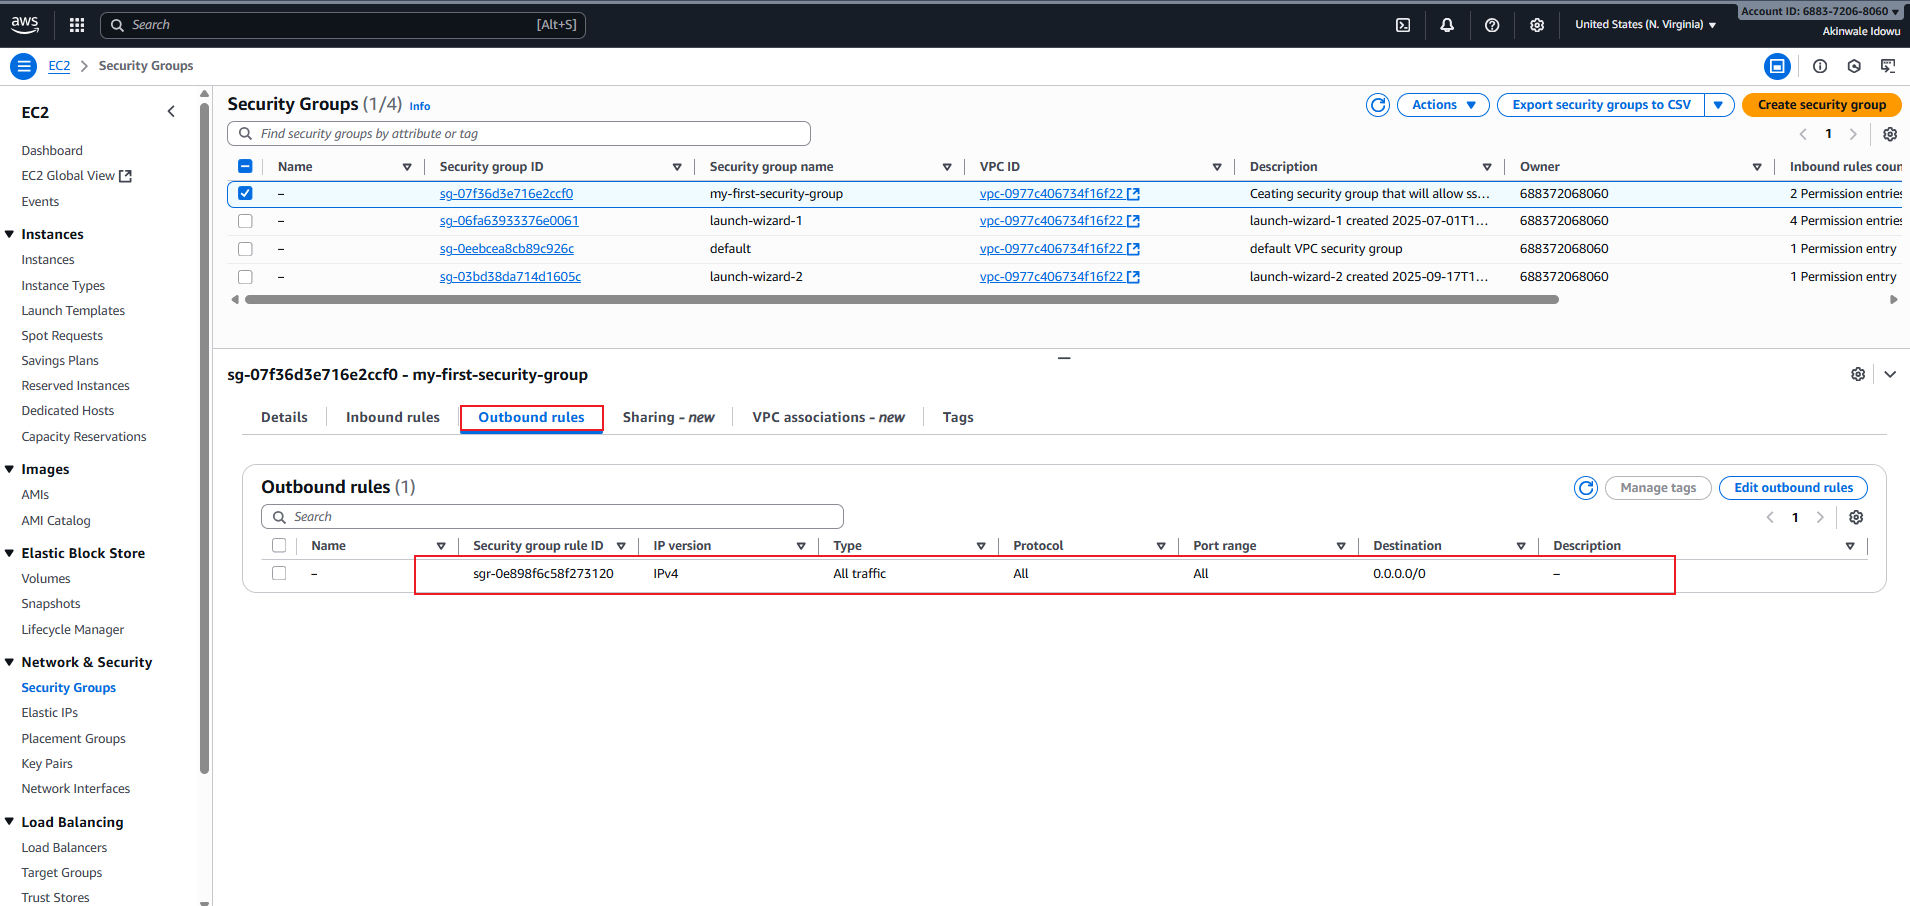 aws Search [Alt+S] United States (N. Virginia) Account ID: 6883-7206-8060
Akinwale Idowu
EC2 Security Groups
EC2
Dashboard
EC2 Global View
Events
Instances
Instances
Instance Types
Launch Templates
Spot Requests
Savings Plans
Reserved Instances
Dedicated Hosts
Capacity Reservations
Images
AMIs
AMI Catalog
Elastic Block Store
Volumes
Snapshots
Lifecycle Manager
Network & Security
Security Groups
Elastic IPs
Placement Groups
Key Pairs
Network Interfaces
Load Balancing
Load Balancers
Target Groups
Trust Stores
Security Groups (1/4) Info Actions Export security groups to CSV Create security group
Find security groups by attribute or tag 1
Name Security group ID Security group name VPC ID Description Owner Inbound rules coun
– sg-07f36d3e716e2ccf0 my-first-security-group vpc-0977c406734f16f22 Ceating security group that will allow ss... 688372068060 2 Permission entries
– sg-06fa63933376e0061 launch-wizard-1 vpc-0977c406734f16f22 launch-wizard-1 created 2025-07-01T1... 688372068060 4 Permission entries
– sg-0eebcea8cb89c926c default vpc-0977c406734f16f22 default VPC security group 688372068060 1 Permission entry
– sg-03bd38da714d1605c launch-wizard-2 vpc-0977c406734f16f22 launch-wizard-2 created 2025-09-17T1... 688372068060 1 Permission entry
sg-07f36d3e716e2ccf0 - my-first-security-group
Details Inbound rules Outbound rules Sharing - new VPC associations - new Tags
Outbound rules (1) Manage tags Edit outbound rules
Search 1
Name Security group rule ID IP version Type Protocol Port range Destination Description
– sgr-0e898f6c58f273120 IPv4 All traffic All All 0.0.0.0/0 –